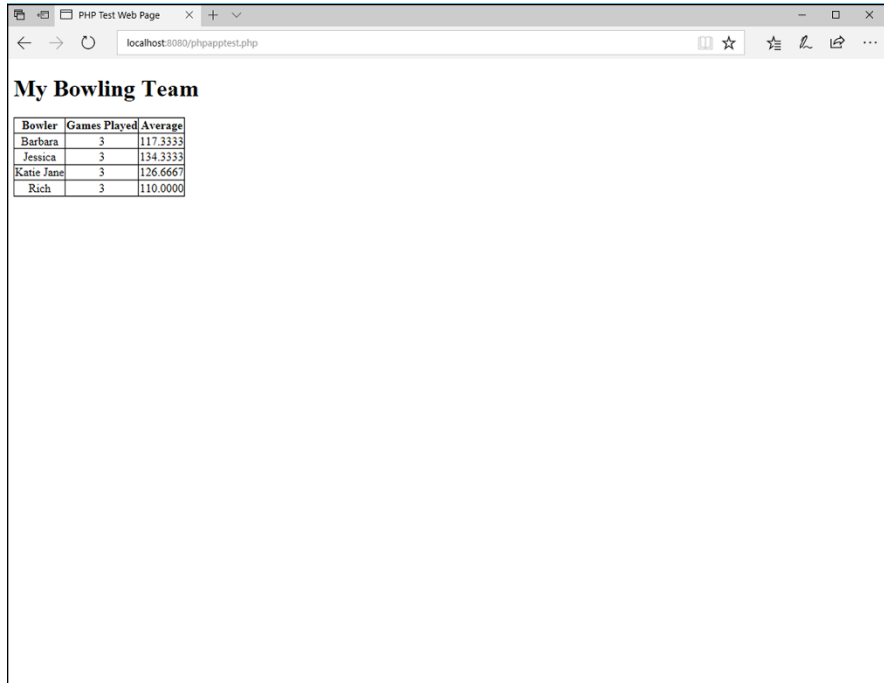 PHP Test Web Page
localhost:8080/phpapptest.php
My Bowling Team
Bowler Games Played Average
Barbara 3 117.3333
Jessica 3 134.3333
Katie Jane 3 126.6667
Rich 3 110.0000